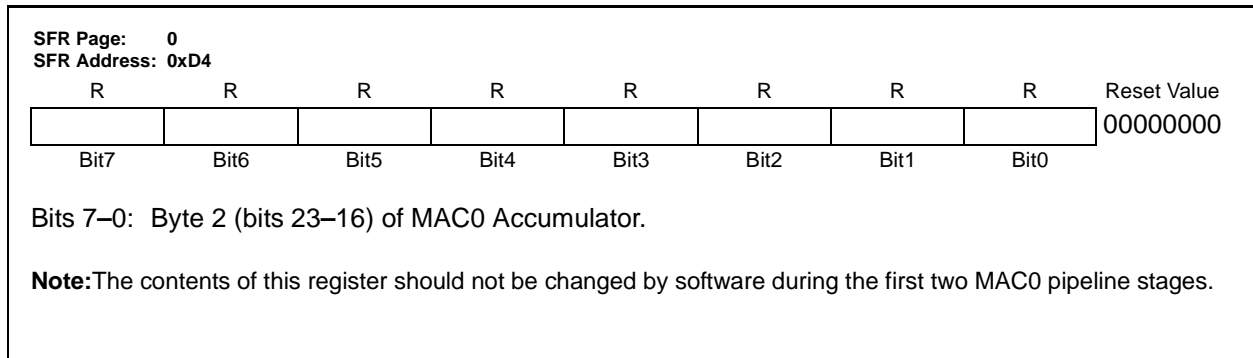 SFR Page: 0
SFR Address: 0xD4
R R R R R R R R Reset Value
00000000
Bit7 Bit6 Bit5 Bit4 Bit3 Bit2 Bit1 Bit0
Bits 7–0: Byte 2 (bits 23–16) of MAC0 Accumulator.
Note:The contents of this register should not be changed by software during the first two MAC0 pipeline stages.